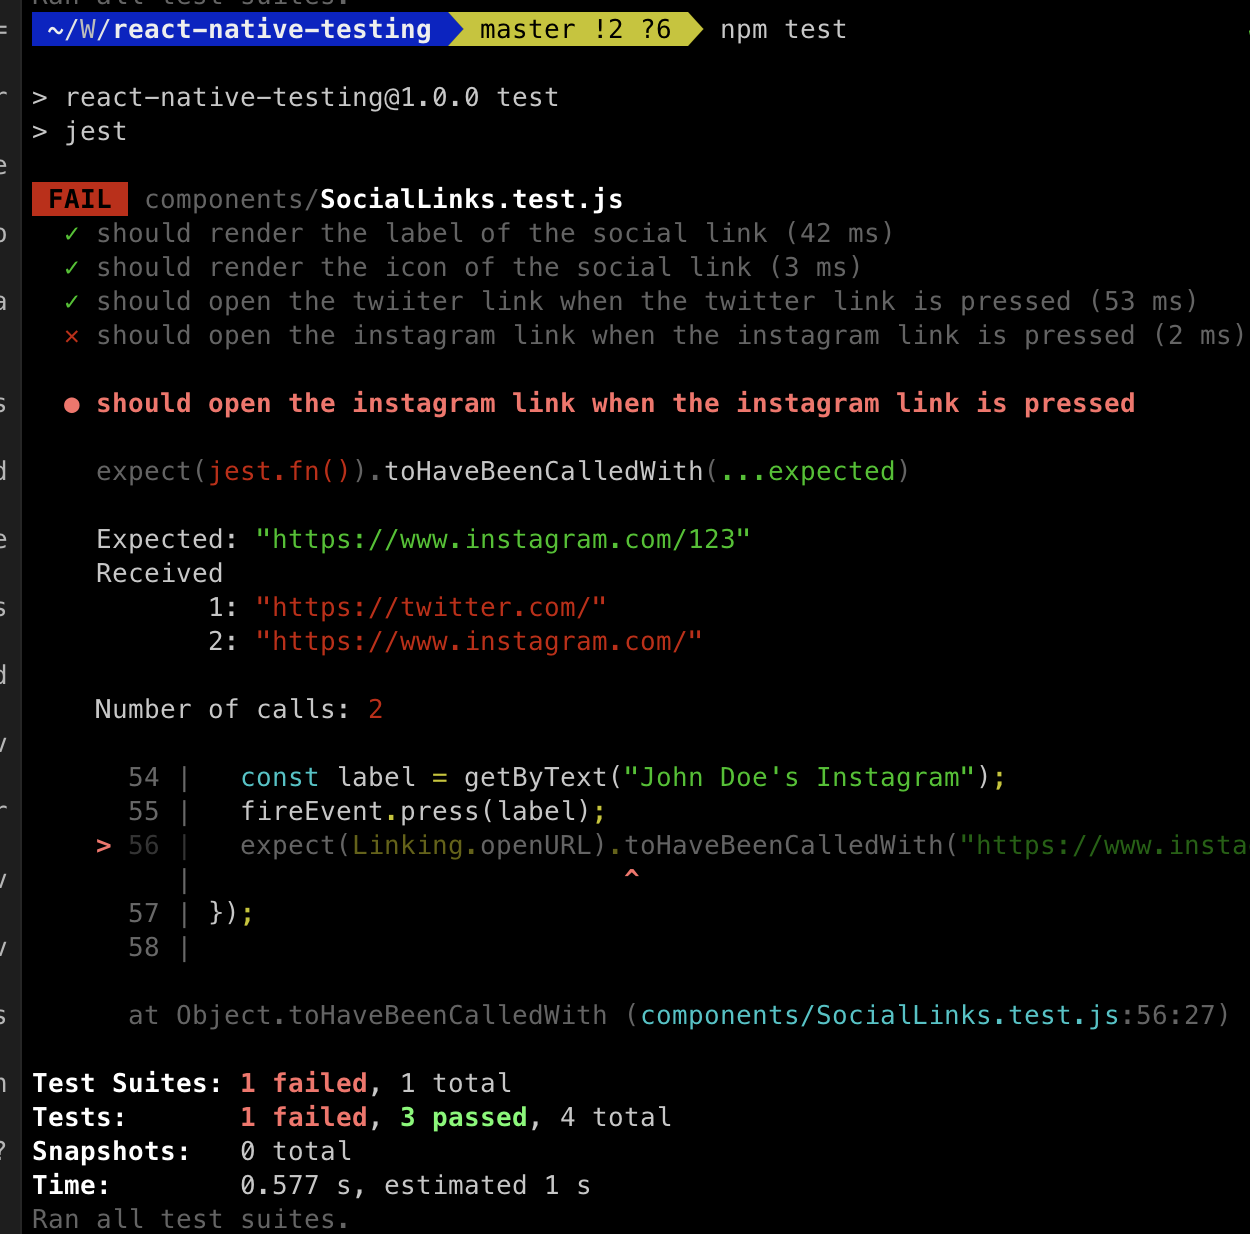 Ran all test suites.
~/W/react-native-testing master !2 ?6 npm test
> react-native-testing@1.0.0 test
> jest
FAIL components/SocialLinks.test.js
✓ should render the label of the social link (42 ms)
✓ should render the icon of the social link (3 ms)
✓ should open the twiiter link when the twitter link is pressed (53 ms)
✕ should open the instagram link when the instagram link is pressed (2 ms)
● should open the instagram link when the instagram link is pressed
expect(jest.fn()).toHaveBeenCalledWith(...expected)
Expected: "https://www.instagram.com/123"
Received
1: "https://twitter.com/"
2: "https://www.instagram.com/"
Number of calls: 2
54 | const label = getByText("John Doe's Instagram");
55 | fireEvent.press(label);
> 56 | expect(Linking.openURL).toHaveBeenCalledWith("https://www.insta
| ^
57 | });
58 |
at Object.toHaveBeenCalledWith (components/SocialLinks.test.js:56:27)
Test Suites: 1 failed, 1 total
Tests: 1 failed, 3 passed, 4 total
Snapshots: 0 total
Time: 0.577 s, estimated 1 s
Ran all test suites.